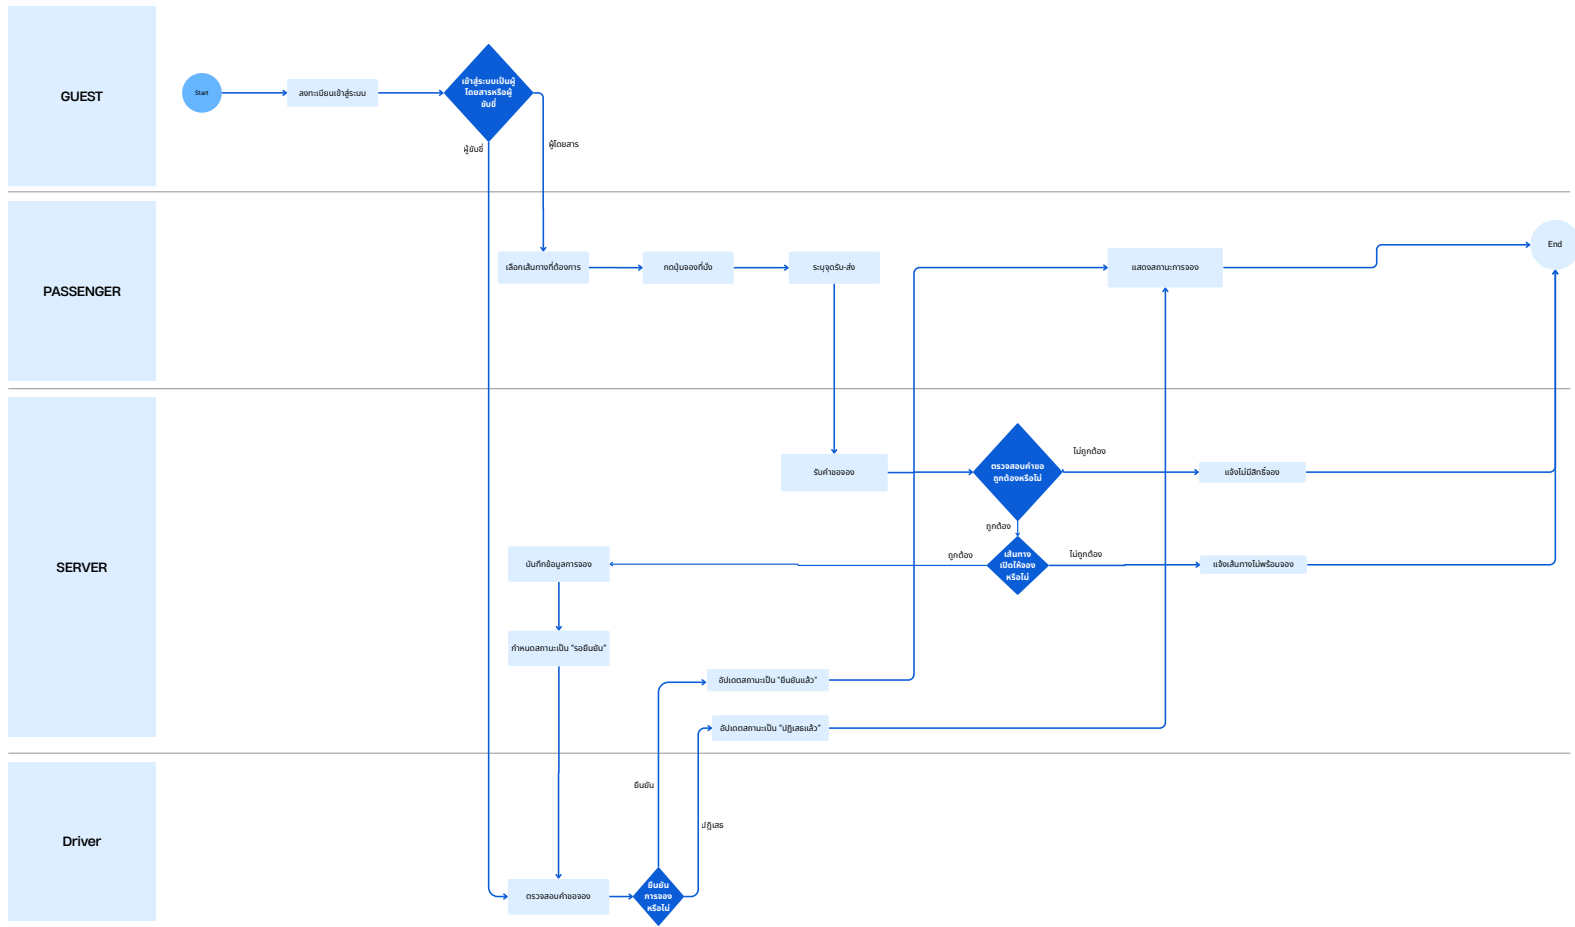 GUEST
Start
ลงทะเบียนเข้าสู่ระบบ
เข้าสู่ระบบเป็นผู้
โดยสารหรือผู้
ขับขี่
ผู้ขับขี่
ผู้โดยสาร
PASSENGER
เลือกเส้นทางที่ต้องการ
กดปุ่มจองที่นั่ง
ระบุจุดรับ-ส่ง
แสดงสถานะการจอง
End
SERVER
รับคำขอจอง
ตรวจสอบคำขอ
ถูกต้องหรือไม่
ไม่ถูกต้อง
แจ้งไม่มีสิทธิ์จอง
ถูกต้อง
เส้นทาง
เปิดให้จอง
หรือไม่
ถูกต้อง
ไม่ถูกต้อง
แจ้งเส้นทางไม่พร้อมจอง
บันทึกข้อมูลการจอง
กำหนดสถานะเป็น "รอยืนยัน"
อัปเดตสถานะเป็น "ยืนยันแล้ว"
อัปเดตสถานะเป็น "ปฏิเสธแล้ว"
Driver
ยืนยัน
ปฏิเสธ
ตรวจสอบคำขอจอง
ยืนยัน
การจอง
หรือไม่